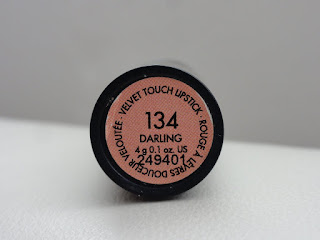 VELVET TOUCH LIPSTICK · ROUGE À LÈVRES DOUCEUR VELOUTÉE ·
134
DARLING
4 g 0.1 oz. US
249401